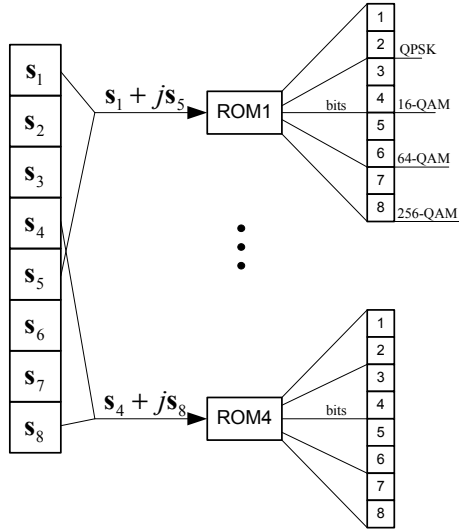 s1
s2
s3
s4
s5
s6
s7
s8
s1 + js5
ROM1
bits
1
2
QPSK
3
4
16-QAM
5
6
64-QAM
7
8
256-QAM
s4 + js8
ROM4
bits
1
2
3
4
5
6
7
8